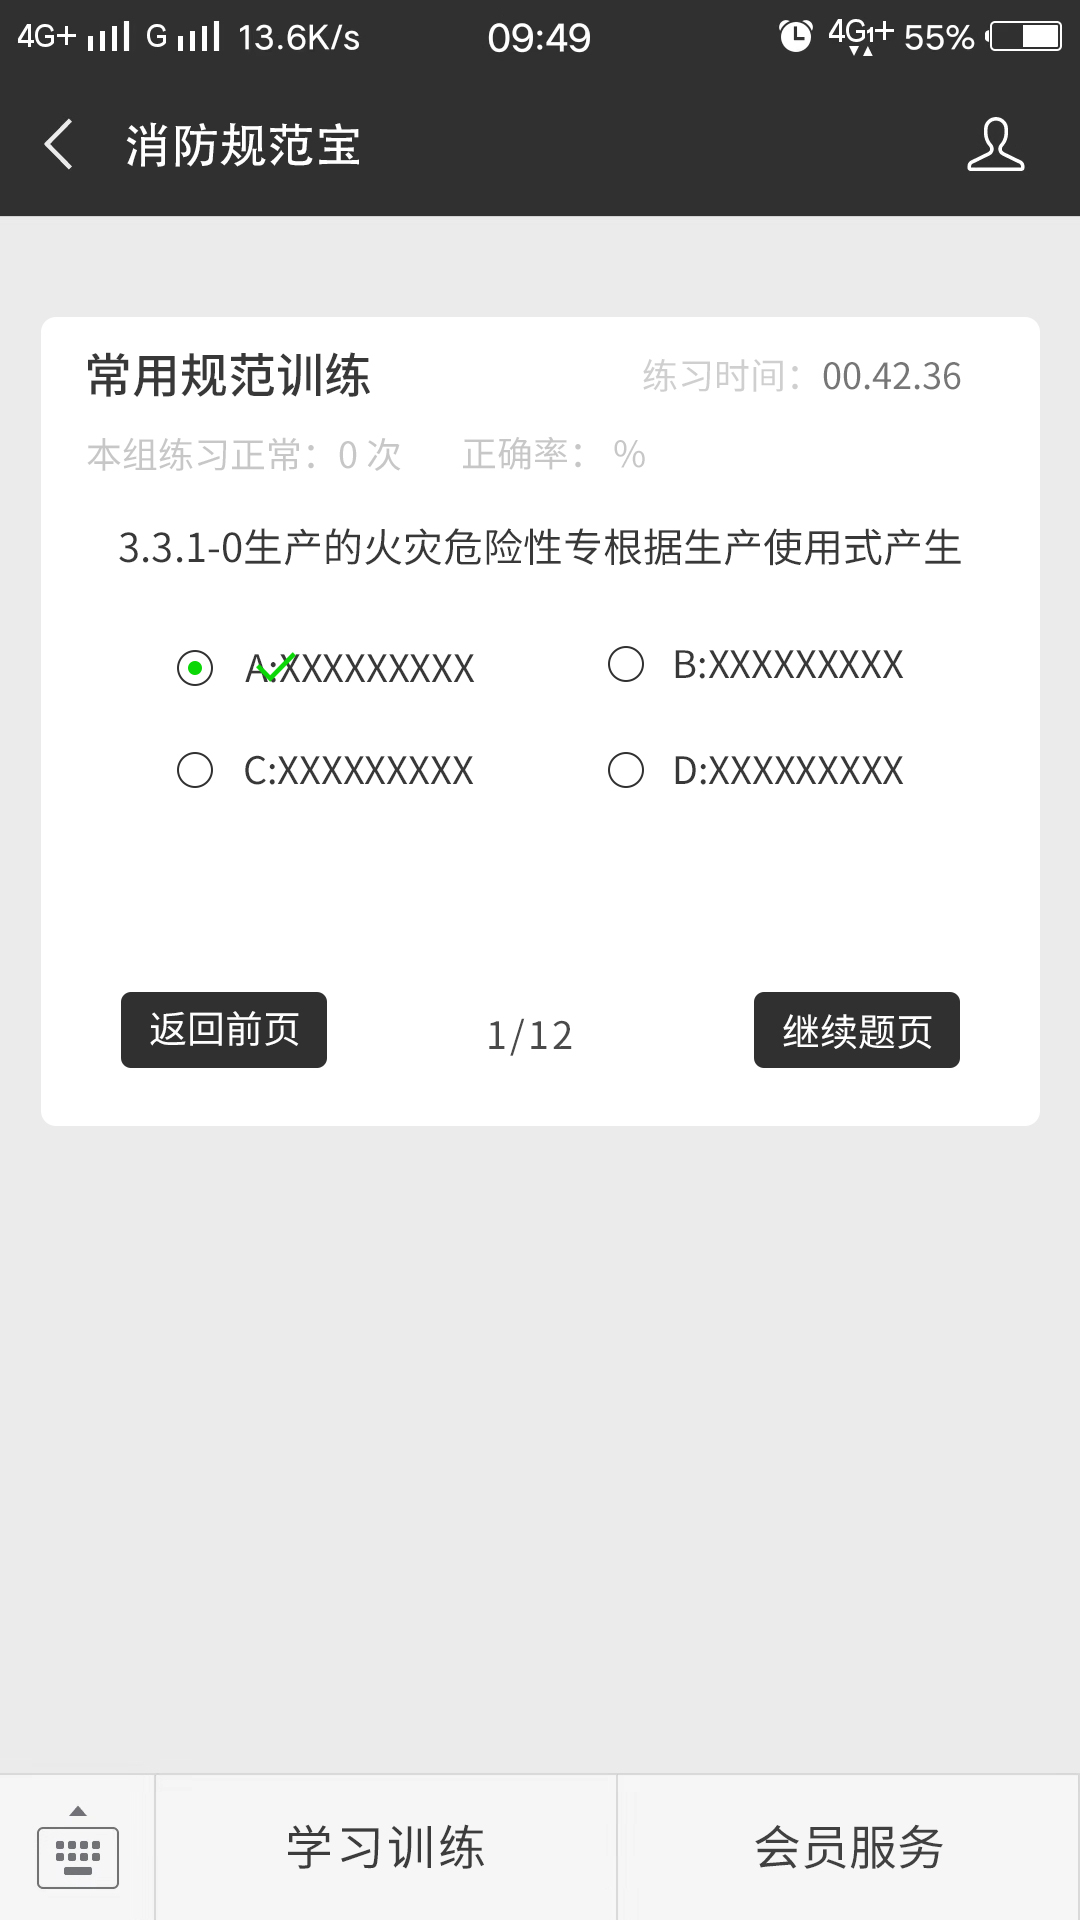 4G+ G 13.6K/s 09:49 4G1+ 55%
消防规范宝
常用规范训练 练习时间：00.42.36
本组练习正常：0 次 正确率： %
3.3.1-0生产的火灾危险性专根据生产使用式产生
A:XXXXXXXXX B:XXXXXXXXX
C:XXXXXXXXX D:XXXXXXXXX
返回前页 1/12 继续题页
学习训练 会员服务